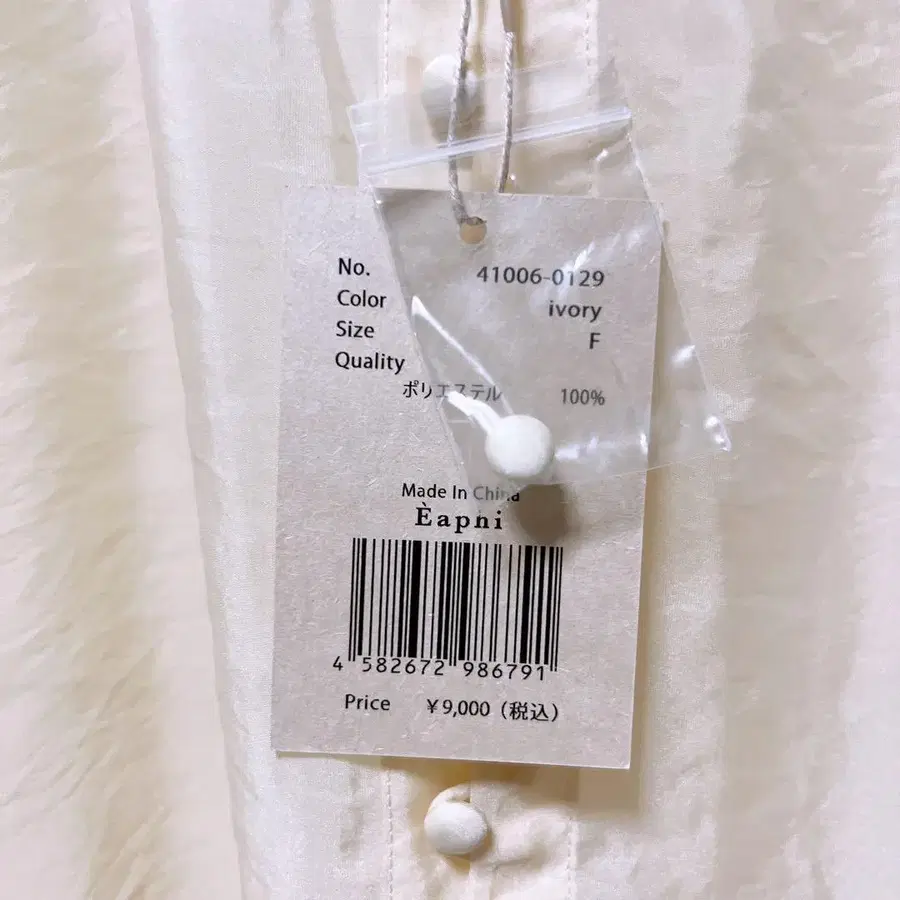 No. 41006-0129
Color ivory
Size F
Quality
ポリエステル 100%
Made In China
Èapni
4 582672 986791
Price ￥9,000（税込）